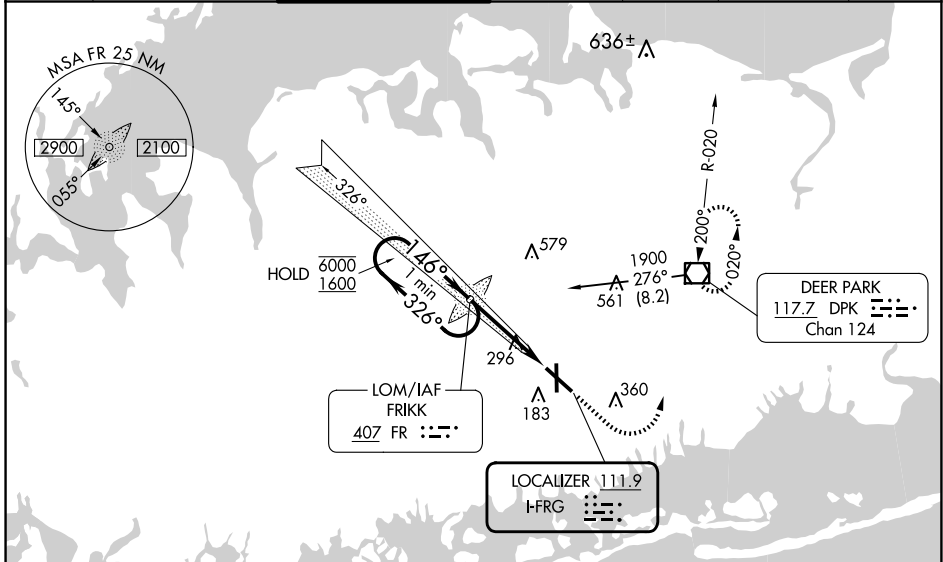 636±
MSA FR 25 NM
145°
2900
2100
055°
R-020
326°
200°
020°
146°
579
HOLD 6000
1600
1 min
326°
1900
276°
(8.2)
561
DEER PARK
117.7 DPK
Chan 124
296
LOM/IAF
FRIKK
407 FR
183
360
LOCALIZER 111.9
I-FRG